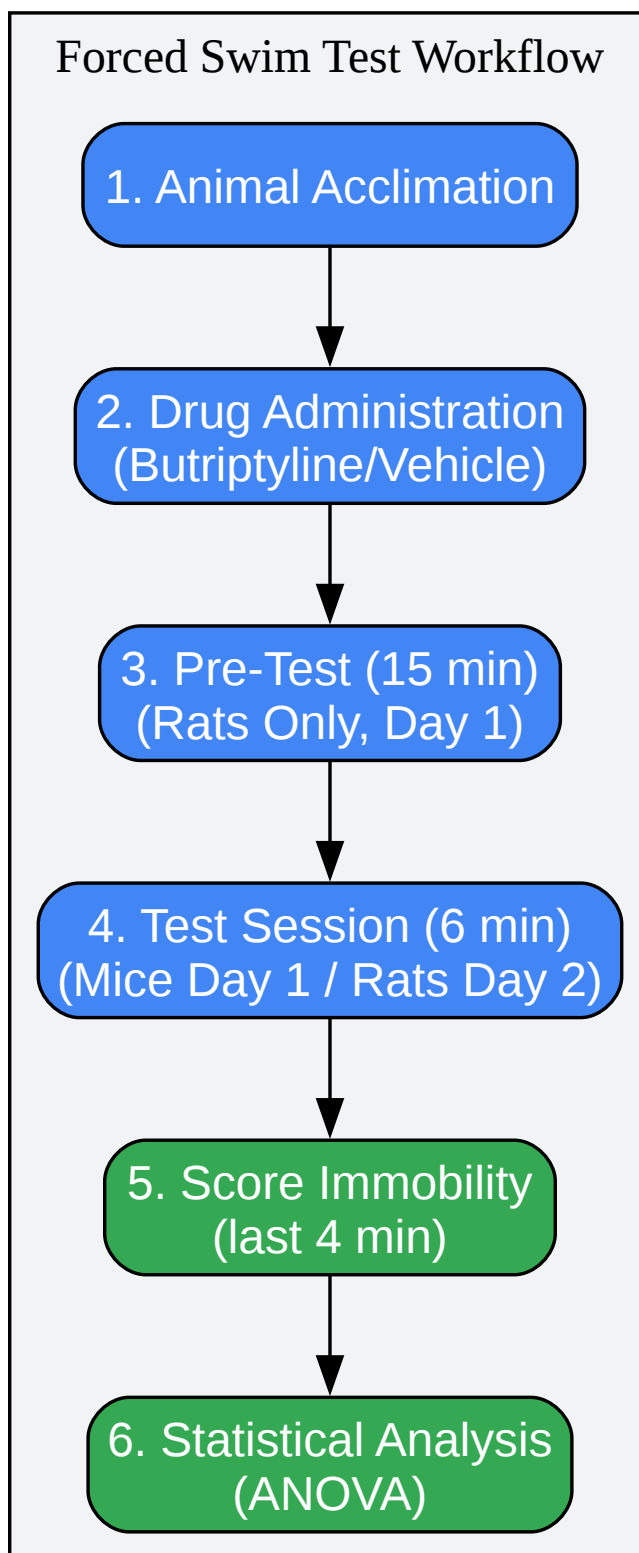 Forced Swim Test Workflow
1. Animal Acclimation
2. Drug Administration
(Butriptyline/Vehicle)
3. Pre-Test (15 min)
(Rats Only, Day 1)
4. Test Session (6 min)
(Mice Day 1 / Rats Day 2)
5. Score Immobility
(last 4 min)
6. Statistical Analysis
(ANOVA)